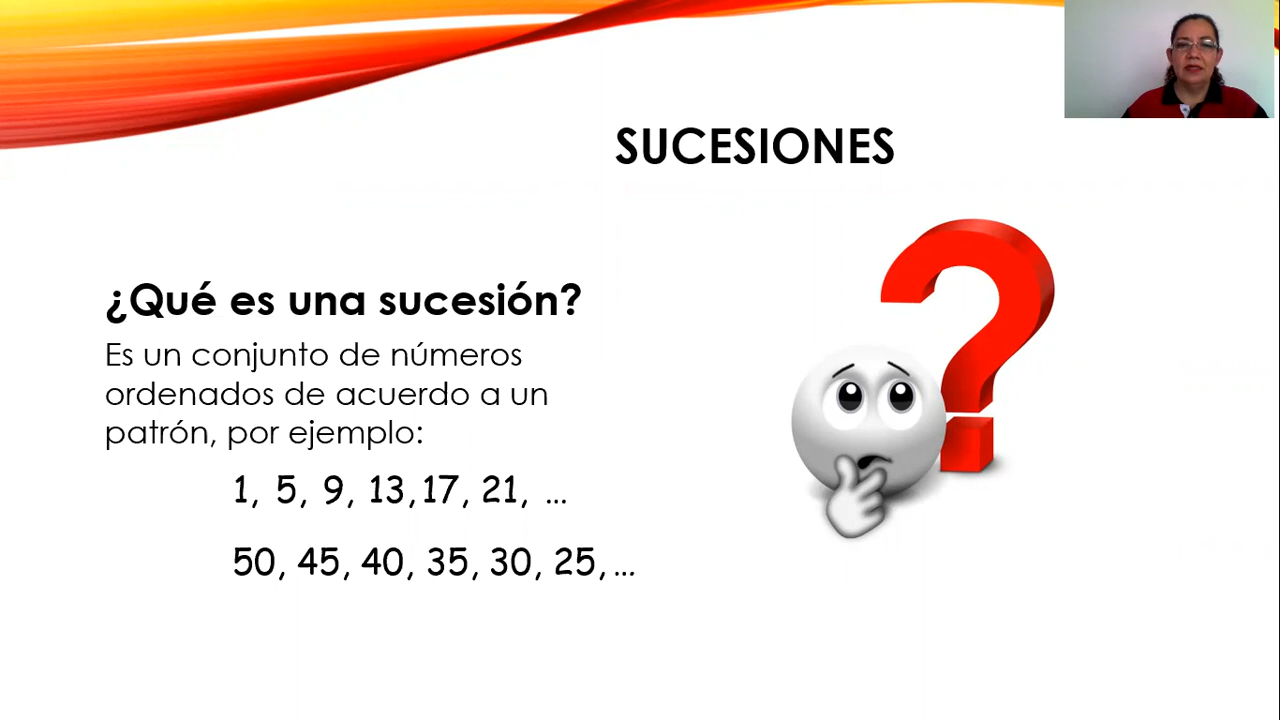 SUCESIONES
¿Qué es una sucesión?
Es un conjunto de números
ordenados de acuerdo a un
patrón, por ejemplo:
1, 5, 9, 13, 17, 21, ...
50, 45, 40, 35, 30, 25, ...